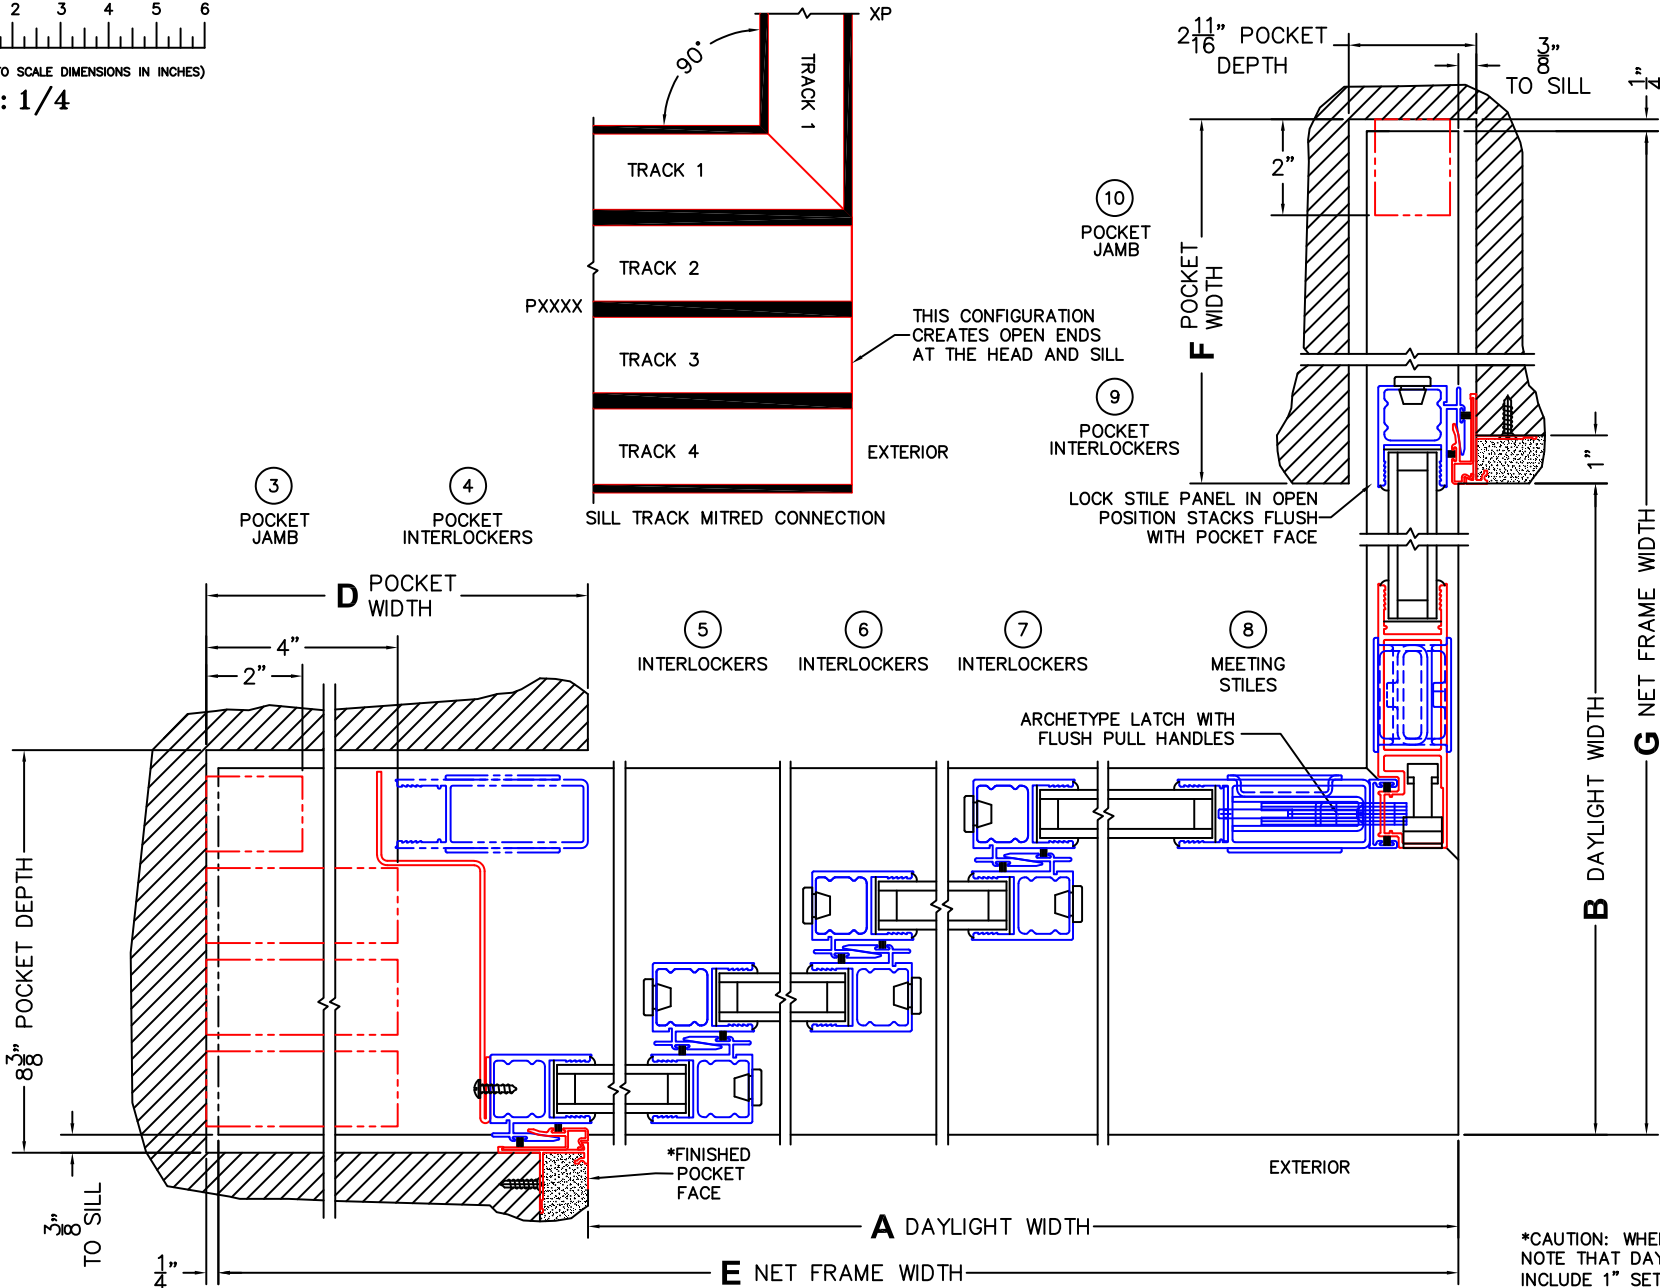 2 3 4 5 6
TO SCALE DIMENSIONS IN INCHES)
: 1/4
XP
90°
TRACK 1
TRACK 1
TRACK 2
PXXXX
TRACK 3
TRACK 4
THIS CONFIGURATION
CREATES OPEN ENDS
AT THE HEAD AND SILL
EXTERIOR
SILL TRACK MITRED CONNECTION
2 11/16" POCKET
DEPTH
3/8"
TO SILL
1/4
2"
10
POCKET
JAMB
F POCKET
WIDTH
9
POCKET
INTERLOCKERS
1"
LOCK STILE PANEL IN OPEN
POSITION STACKS FLUSH
WITH POCKET FACE
G NET FRAME WIDTH
B DAYLIGHT WIDTH
3
POCKET
JAMB
4
POCKET
INTERLOCKERS
D POCKET
WIDTH
4"
2"
5
INTERLOCKERS
6
INTERLOCKERS
7
INTERLOCKERS
8
MEETING
STILES
ARCHETYPE LATCH WITH
FLUSH PULL HANDLES
8 3/8" POCKET DEPTH
3/8"
TO SILL
1/4"
*FINISHED
POCKET
FACE
EXTERIOR
A DAYLIGHT WIDTH
E NET FRAME WIDTH
*CAUTION: WHE
NOTE THAT DAY
INCLUDE 1" SET